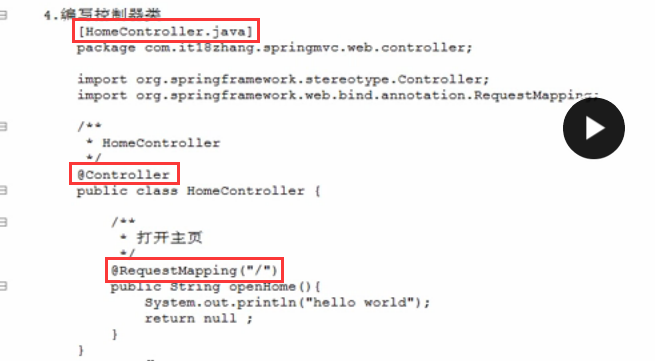 4.编写控制器类
[HomeController.java]
package com.it18zhang.springmvc.web.controller;
import org.springframework.stereotype.Controller;
import org.springframework.web.bind.annotation.RequestMapping;
/**
* HomeController
*/
@Controller
public class HomeController {
/**
* 打开主页
*/
@RequestMapping("/")
public String openHome(){
System.out.println("hello world");
return null ;
}
}